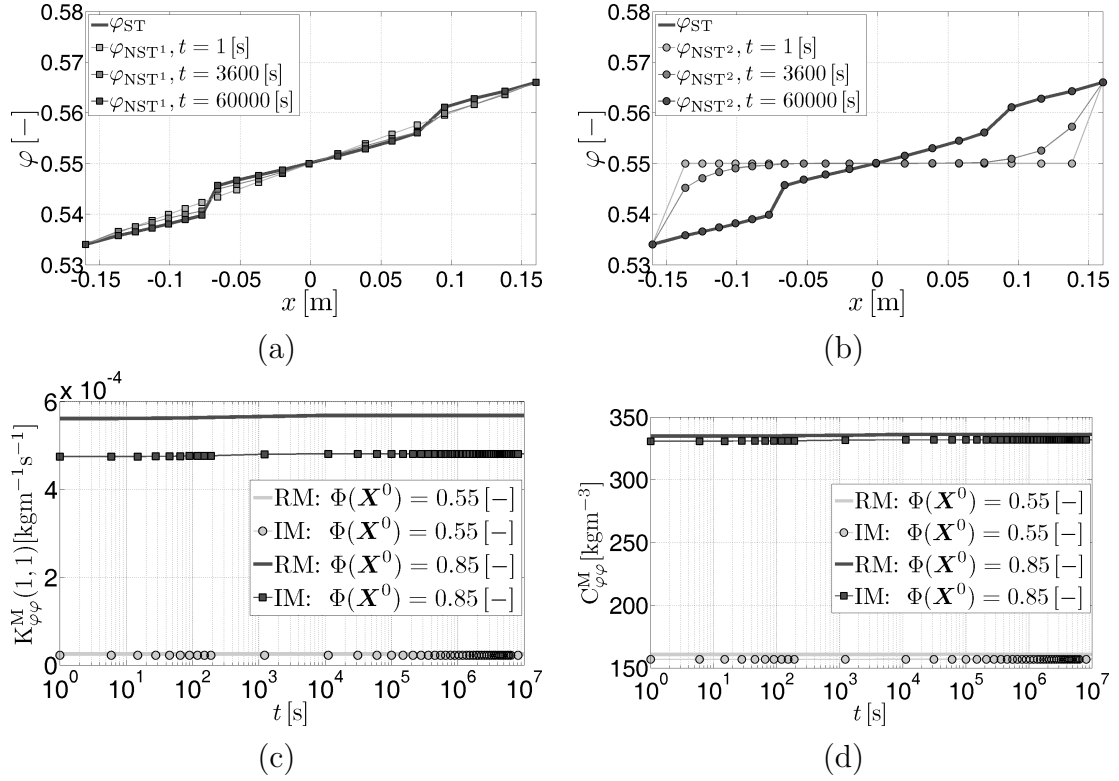 0.58
0.57
0.56
0.55
0.54
0.53
φ [−]
φST
φNST¹, t = 1 [s]
φNST¹, t = 3600 [s]
φNST¹, t = 60000 [s]
-0.15 -0.1 -0.05 0 0.05 0.1 0.15
x [m]
(a)
0.58
0.57
0.56
0.55
0.54
0.53
φ [−]
φST
φNST², t = 1 [s]
φNST², t = 3600 [s]
φNST², t = 60000 [s]
-0.15 -0.1 -0.05 0 0.05 0.1 0.15
x [m]
(b)
x 10⁻⁴
6
4
2
0
K^M_φφ(1, 1)[kgm⁻¹s⁻¹]
RM: Φ(X⁰) = 0.55 [−]
IM: Φ(X⁰) = 0.55 [−]
RM: Φ(X⁰) = 0.85 [−]
IM: Φ(X⁰) = 0.85 [−]
10⁰ 10¹ 10² 10³ 10⁴ 10⁵ 10⁶ 10⁷
t [s]
(c)
350
300
250
200
150
C^M_φφ[kgm⁻³]
RM: Φ(X⁰) = 0.55 [−]
IM: Φ(X⁰) = 0.55 [−]
RM: Φ(X⁰) = 0.85 [−]
IM: Φ(X⁰) = 0.85 [−]
10⁰ 10¹ 10² 10³ 10⁴ 10⁵ 10⁶ 10⁷
t [s]
(d)